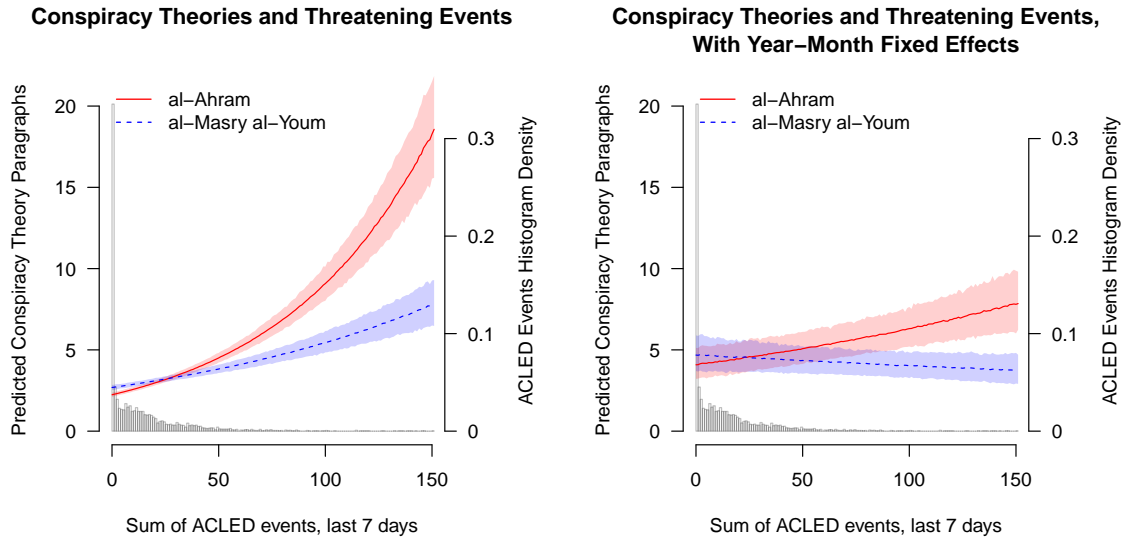 Conspiracy Theories and Threatening Events
al−Ahram
al−Masry al−Youm
Predicted Conspiracy Theory Paragraphs
20
15
10
5
0
0.3
0.2
0.1
0
ACLED Events Histogram Density
0 50 100 150
Sum of ACLED events, last 7 days
Conspiracy Theories and Threatening Events,
With Year−Month Fixed Effects
al−Ahram
al−Masry al−Youm
Predicted Conspiracy Theory Paragraphs
20
15
10
5
0
0.3
0.2
0.1
0
ACLED Events Histogram Density
0 50 100 150
Sum of ACLED events, last 7 days